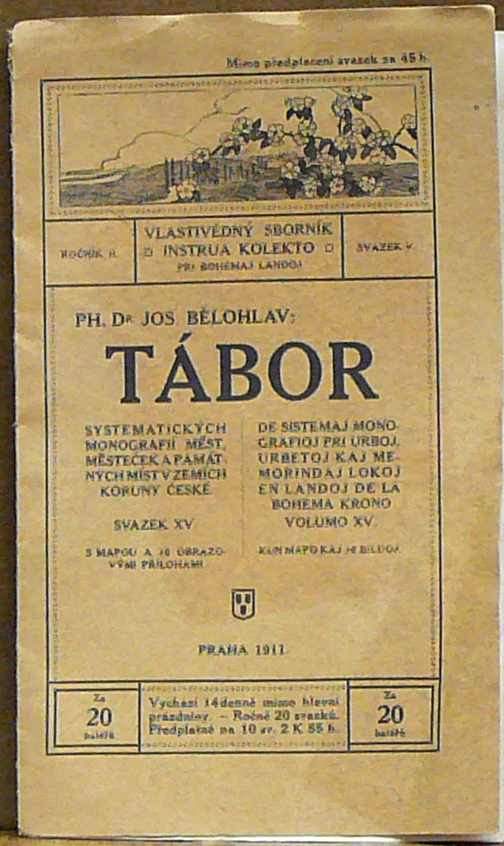 Mimo předplacení svazek za 45 h.
ROČNÍK II.
VLASTIVĚDNÝ SBORNÍK
INSTRUA KOLEKTO
PRI BOHEMAJ LANDOJ
SVAZEK V.
PH. DR JOS. BĚLOHLAV:
TÁBOR
SYSTEMATICKÝCH
MONOGRAFIÍ MĚST,
MĚSTEČEK A PAMÁT-
NÝCH MÍST V ZEMÍCH
KORUNY ČESKÉ.
SVAZEK XV
S MAPOU A OBRAZO-
VÝMI PŘÍLOHAMI
DE SISTEMAJ MONO-
GRAFIOJ PRI URBOJ,
URBETOJ KAJ ME-
MORINDAJ LOKOJ
EN LANDOJ DE LA
BOHEMA KRONO
VOLUMO XV.
KUN MAPO KAJ BILDOJ
PRAHA 1911
Za
20
haléřů
Vychází 14denně mimo hlavní
prázdniny. – Ročně 20 svazků.
Předplatné na 10 sv. 2 K 55 h.
Za
20
haléřů